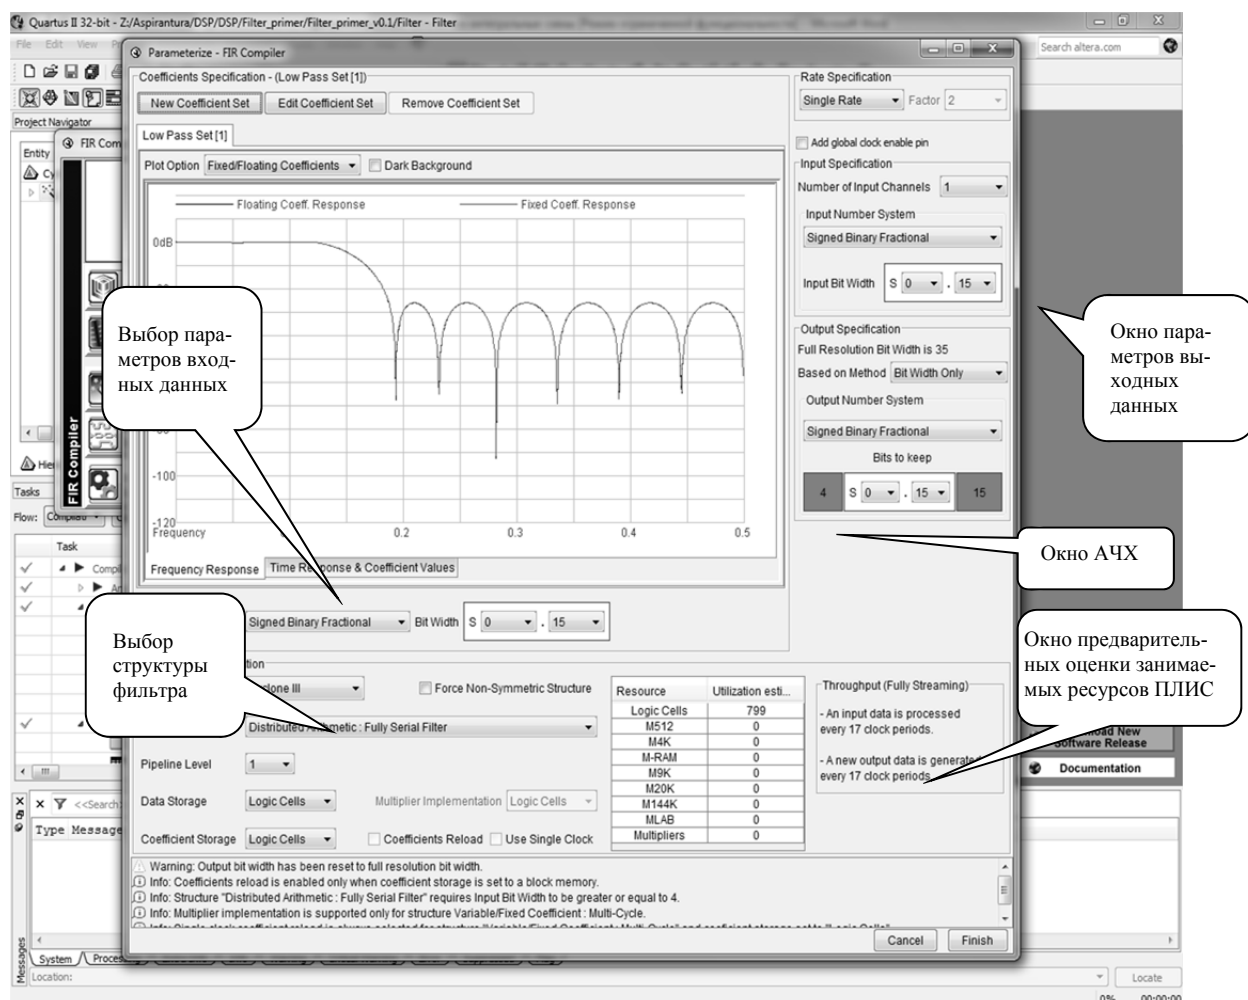 Quartus II 32-bit - Z:/Aspirantura/DSP/DSP/Filter_primer/Filter_primer_v0.1/Filter - Filter
File Edit View
Search altera.com
Parameterize - FIR Compiler
Project Navigator
Entity
FIR Com
FIR Compiler
Tasks
Flow:
Task
Coefficients Specification - (Low Pass Set [1])
New Coefficient Set
Edit Coefficient Set
Remove Coefficient Set
Low Pass Set [1]
Plot Option
Fixed/Floating Coefficients
Dark Background
Floating Coeff. Response
Fixed Coeff. Response
0dB
-100
-120
Frequency
0.2
0.3
0.4
0.5
Frequency Response
Time Response & Coefficient Values
Signed Binary Fractional
Bit Width
S 0 . 15
Rate Specification
Single Rate
Factor 2
Add global clock enable pin
Input Specification
Number of Input Channels 1
Input Number System
Signed Binary Fractional
Input Bit Width S 0 . 15
Output Specification
Full Resolution Bit Width is 35
Based on Method Bit Width Only
Output Number System
Signed Binary Fractional
Bits to keep
4 S 0 . 15 15
Выбор пара-
метров вход-
ных данных
Окно пара-
метров вы-
ходных
данных
Окно АЧХ
Выбор
структуры
фильтра
Окно предваритель-
ных оценки занимае-
мых ресурсов ПЛИС
Force Non-Symmetric Structure
Distributed Arithmetic : Fully Serial Filter
Pipeline Level 1
Data Storage Logic Cells
Multiplier Implementation Logic Cells
Coefficient Storage Logic Cells
Coefficients Reload
Use Single Clock
Resource Utilization esti...
Logic Cells 799
M512 0
M4K 0
M-RAM 0
M9K 0
M20K 0
M144K 0
MLAB 0
Multipliers 0
Throughput (Fully Streaming)
- An input data is processed
every 17 clock periods.
- A new output data is generate
every 17 clock periods.
Software Release
Documentation
Type Message
Warning: Output bit width has been reset to full resolution bit width.
Info: Coefficients reload is enabled only when coefficient storage is set to a block memory.
Info: Structure "Distributed Arithmetic : Fully Serial Filter" requires Input Bit Width to be greater or equal to 4.
Info: Multiplier implementation is supported only for structure Variable/Fixed Coefficient : Multi-Cycle.
Cancel
Finish
Messages
System
Location:
Locate
0% 00:00:00